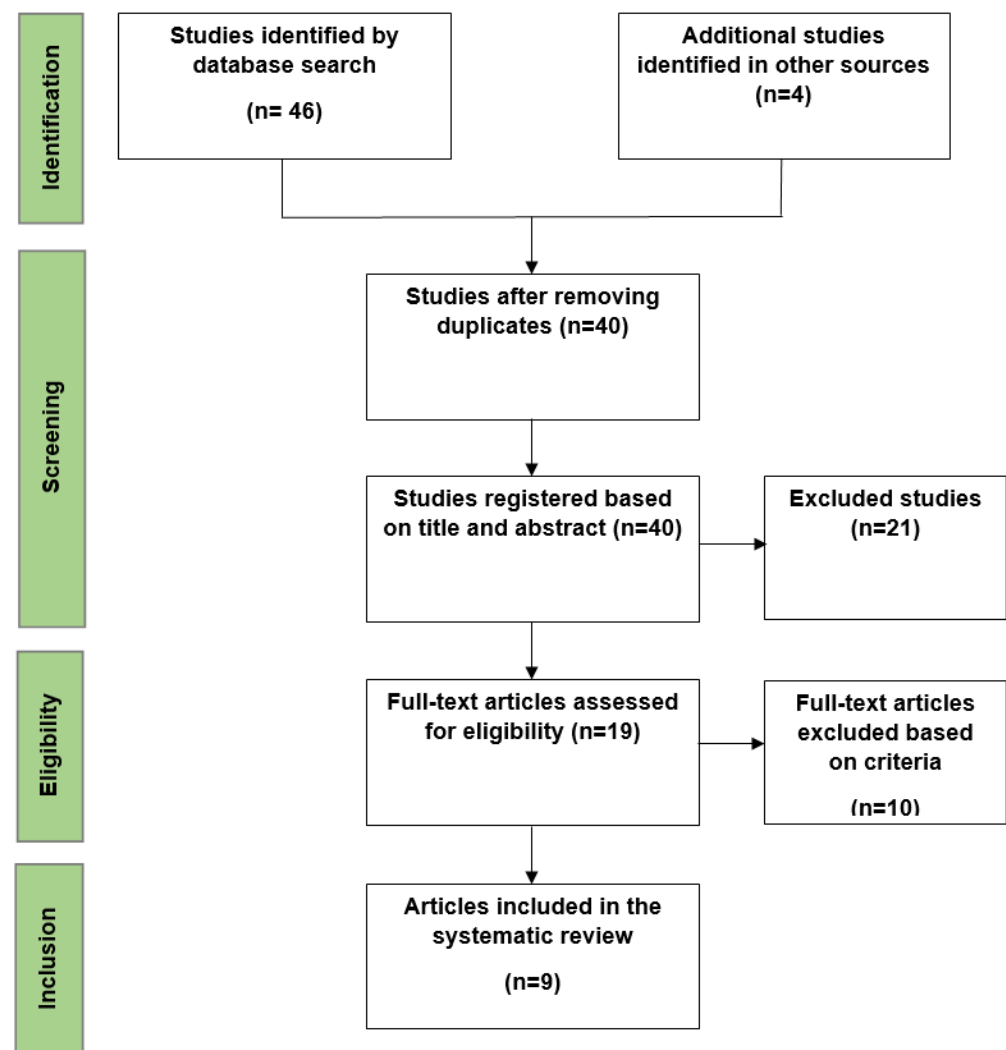 Identification
Studies identified by
database search
(n= 46)
Additional studies
identified in other sources
(n=4)
Screening
Studies after removing
duplicates (n=40)
Studies registered based
on title and abstract (n=40)
Excluded studies
(n=21)
Eligibility
Full-text articles assessed
for eligibility (n=19)
Full-text articles
excluded based
on criteria
(n=10)
Inclusion
Articles included in the
systematic review
(n=9)